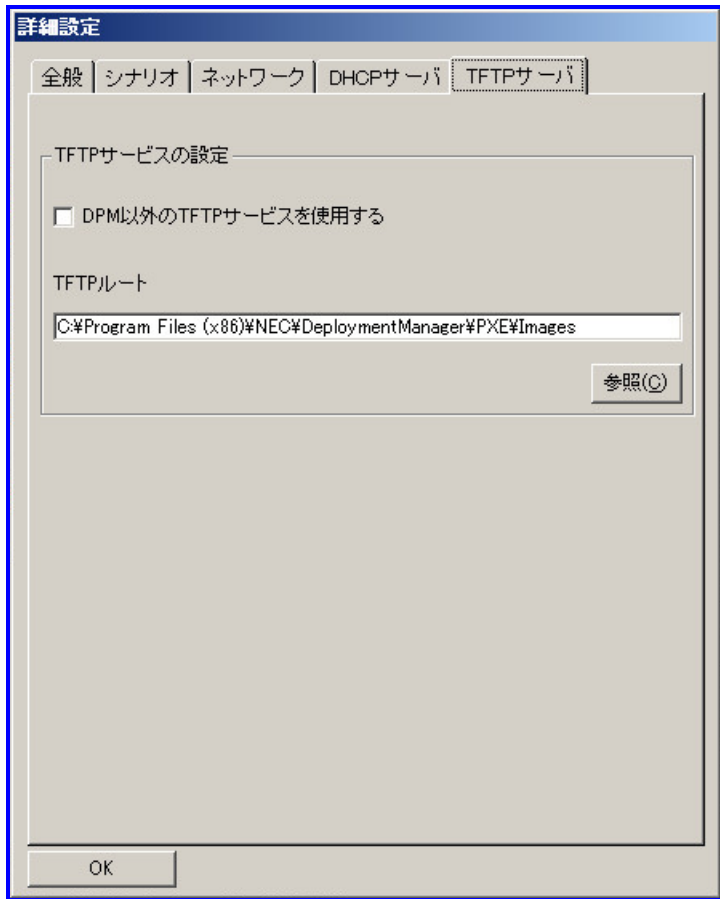 詳細設定
全般 シナリオ ネットワーク DHCPサーバ TFTPサーバ
TFTPサービスの設定
DPM以外のTFTPサービスを使用する
TFTPルート
C:¥Program Files (x86)¥NEC¥DeploymentManager¥PXE¥Images
参照(C)
OK